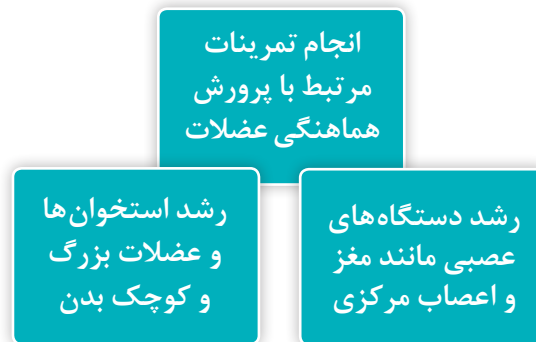 انجام تمرینات
مرتبط با پرورش
هماهنگی عضلات
رشد دستگاه‌های
عصبی مانند مغز
و اعصاب مرکزی
رشد استخوان‌ها
و عضلات بزرگ
و کوچک بدن